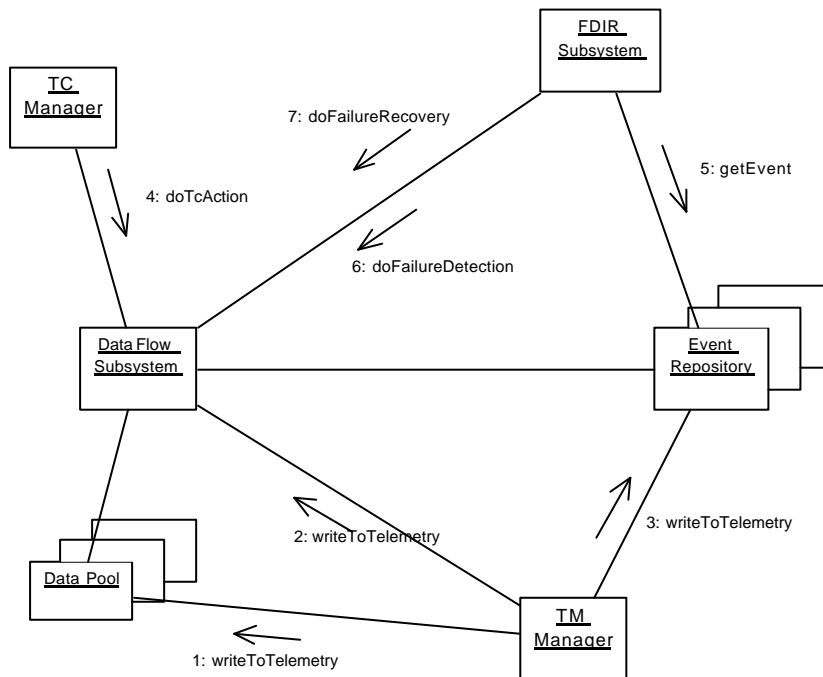 FDIR
Subsystem
TC
Manager
7: doFailureRecovery
5: getEvent
4: doTcAction
6: doFailureDetection
Data Flow
Subsystem
Event
Repository
3: writeToTelemetry
2: writeToTelemetry
Data Pool
TM
Manager
1: writeToTelemetry